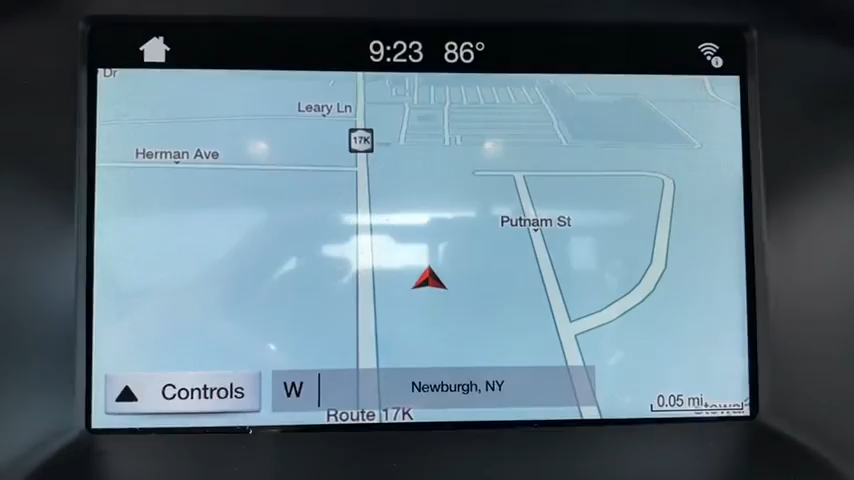 9:23 86°
Dr
Leary Ln
17K
Herman Ave
Putnam St
Controls
W
Newburgh, NY
0.05 mi
Route 17K